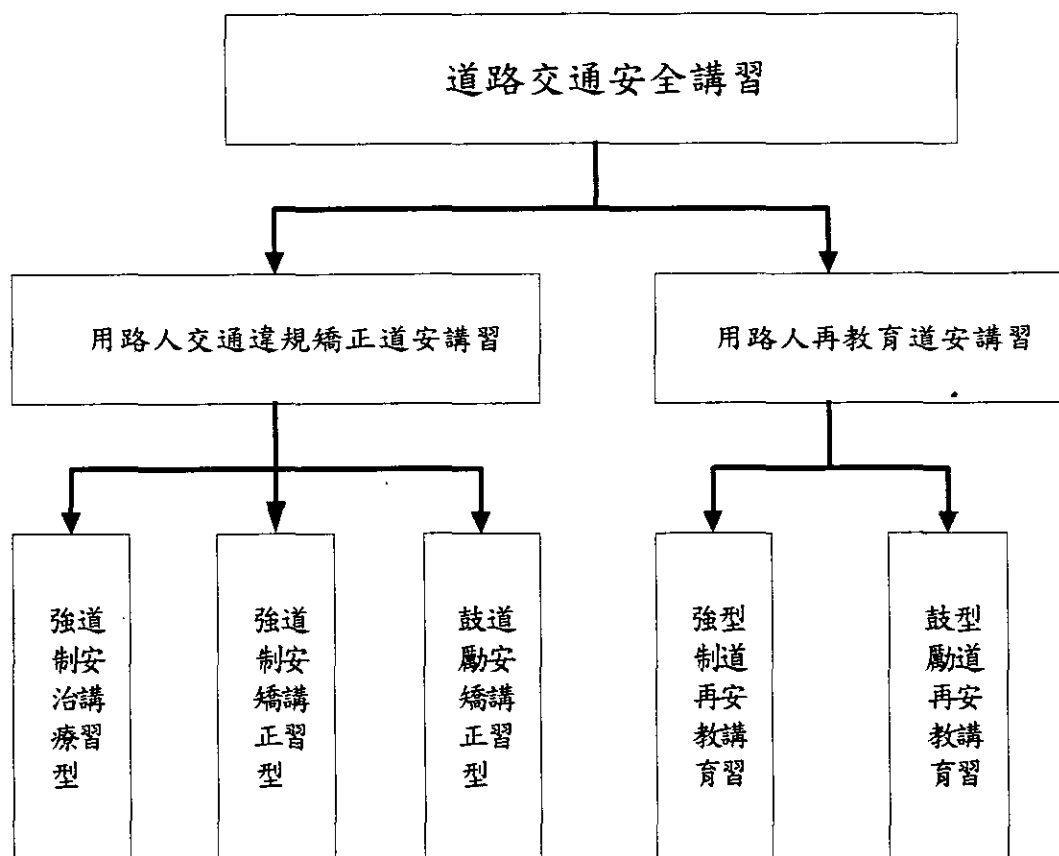 道路交通安全講習
用路人交通違規矯正道安講習
用路人再教育道安講習
強制治療型
道安講習
強制矯正型
道安講習
鼓勵矯正型
道安講習
強制再教育
型道安講習
鼓勵再教育
型道安講習